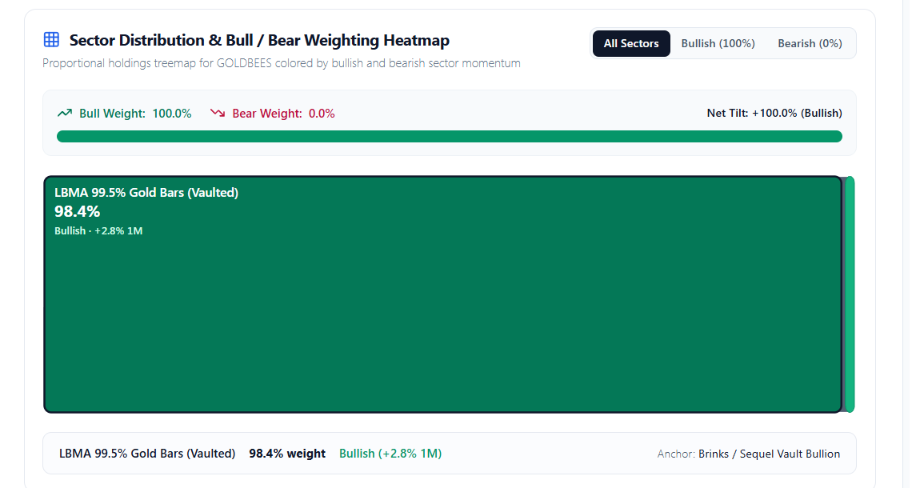 Sector Distribution & Bull / Bear Weighting Heatmap
All Sectors
Bullish (100%)
Bearish (0%)
Proportional holdings treemap for GOLDBEES colored by bullish and bearish sector momentum
Bull Weight: 100.0%
Bear Weight: 0.0%
Net Tilt: +100.0% (Bullish)
LBMA 99.5% Gold Bars (Vaulted)
98.4%
Bullish · +2.8% 1M
LBMA 99.5% Gold Bars (Vaulted)
98.4% weight
Bullish (+2.8% 1M)
Anchor: Brinks / Sequel Vault Bullion